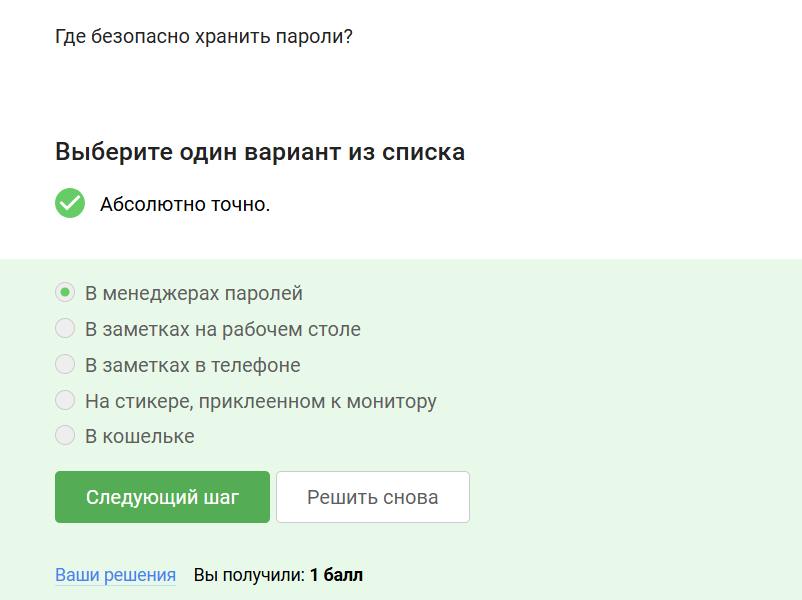 Где безопасно хранить пароли?
Выберите один вариант из списка
Абсолютно точно.
В менеджерах паролей
В заметках на рабочем столе
В заметках в телефоне
На стикере, приклеенном к монитору
В кошельке
Следующий шаг Решить снова
Ваши решения Вы получили: 1 балл